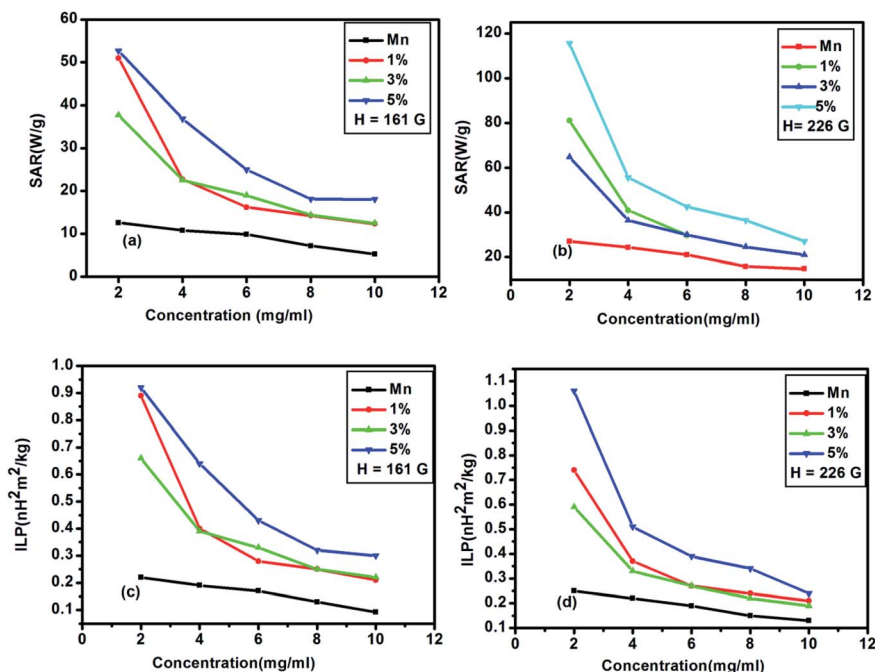 60
50
40
30
20
10
0
SAR(W/g)
Mn
1%
3%
5%
H = 161 G
(a)
2 4 6 8 10 12
Concentration (mg/ml)
120
100
80
60
40
20
SAR(W/g)
Mn
1%
3%
5%
H= 226 G
(b)
0 2 4 6 8 10 12
Concentration(mg/ml)
1.0
0.9
0.8
0.7
0.6
0.5
0.4
0.3
0.2
0.1
ILP(nH²m²/kg)
Mn
1%
3%
5%
H = 161 G
(c)
0 2 4 6 8 10 12
Concentration(mg/ml)
1.1
1.0
0.9
0.8
0.7
0.6
0.5
0.4
0.3
0.2
0.1
ILP(nH²m²/kg)
Mn
1%
3%
5%
H = 226 G
(d)
0 2 4 6 8 10 12
Concentration(mg/ml)